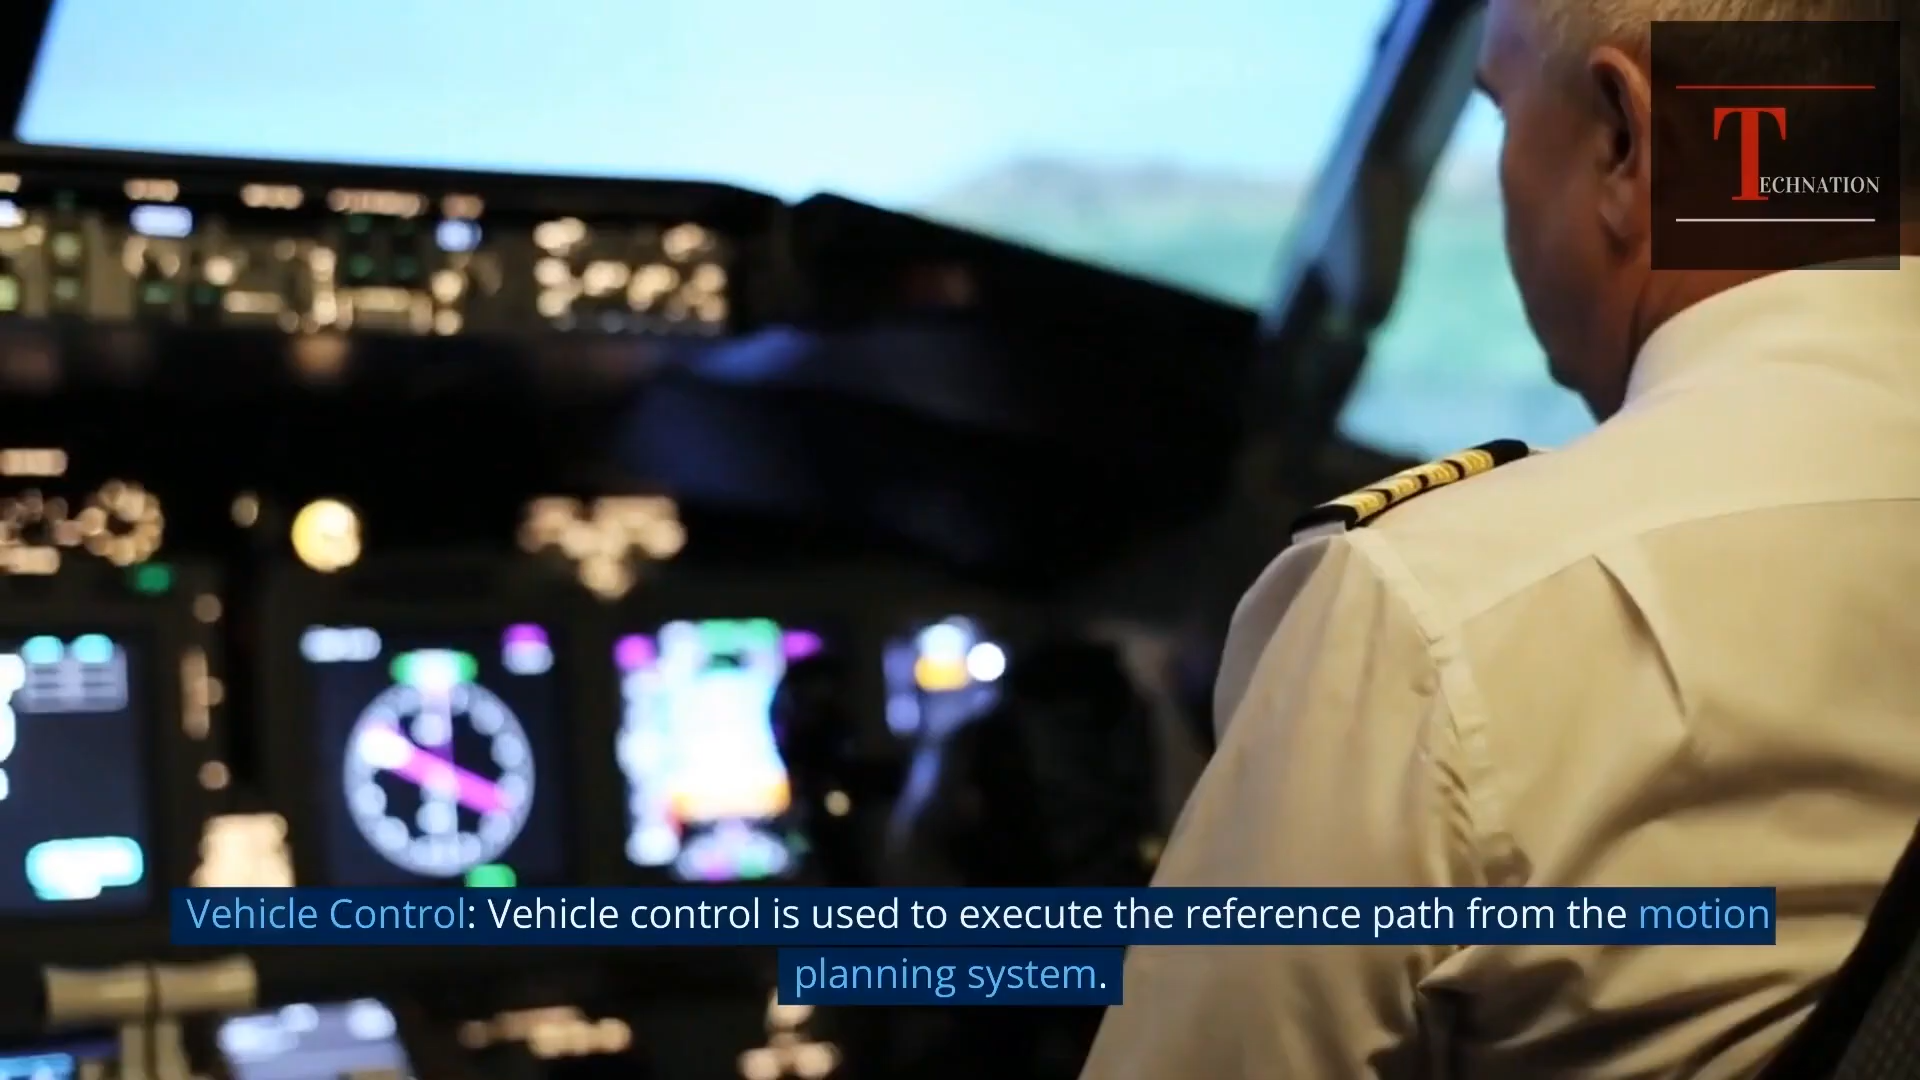 TECHNATION
Vehicle Control: Vehicle control is used to execute the reference path from the motion
planning system.